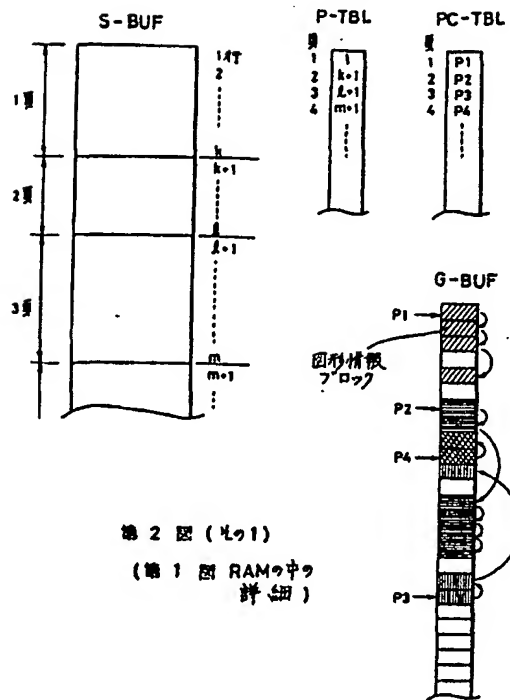 S-BUF
1行
2
1頁
k
k+1
2頁
l
l+1
3頁
m
m+1
P-TBL
頁
1 1
2 k+1
3 l+1
4 m+1
PC-TBL
頁
1 P1
2 P2
3 P3
4 P4
G-BUF
P1
図形情報
ブロック
P2
P4
P3
第 2 図 (その1)
(第 1 図 RAMの中の
詳細)